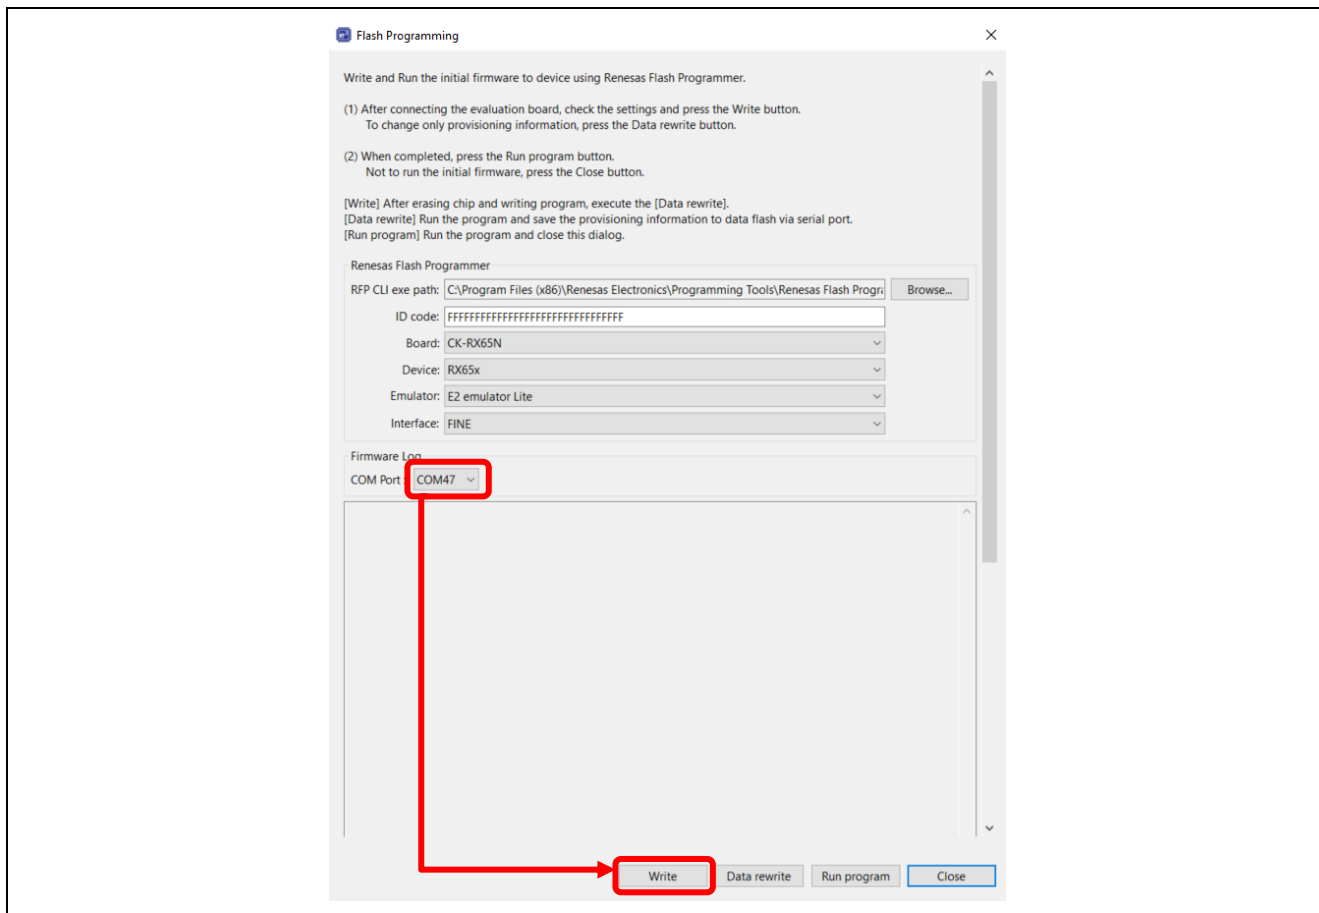 Flash Programming
Write and Run the initial firmware to device using Renesas Flash Programmer.
(1) After connecting the evaluation board, check the settings and press the Write button.
To change only provisioning information, press the Data rewrite button.
(2) When completed, press the Run program button.
Not to run the initial firmware, press the Close button.
[Write] After erasing chip and writing program, execute the [Data rewrite].
[Data rewrite] Run the program and save the provisioning information to data flash via serial port.
[Run program] Run the program and close this dialog.
Renesas Flash Programmer
RFP CLI exe path: C:\Program Files (x86)\Renesas Electronics\Programming Tools\Renesas Flash Progra Browse...
ID code: FFFFFFFFFFFFFFFFFFFFFFFFFFFFFFFF
Board: CK-RX65N
Device: RX65x
Emulator: E2 emulator Lite
Interface: FINE
Firmware Log
COM Port : COM47
Write Data rewrite Run program Close